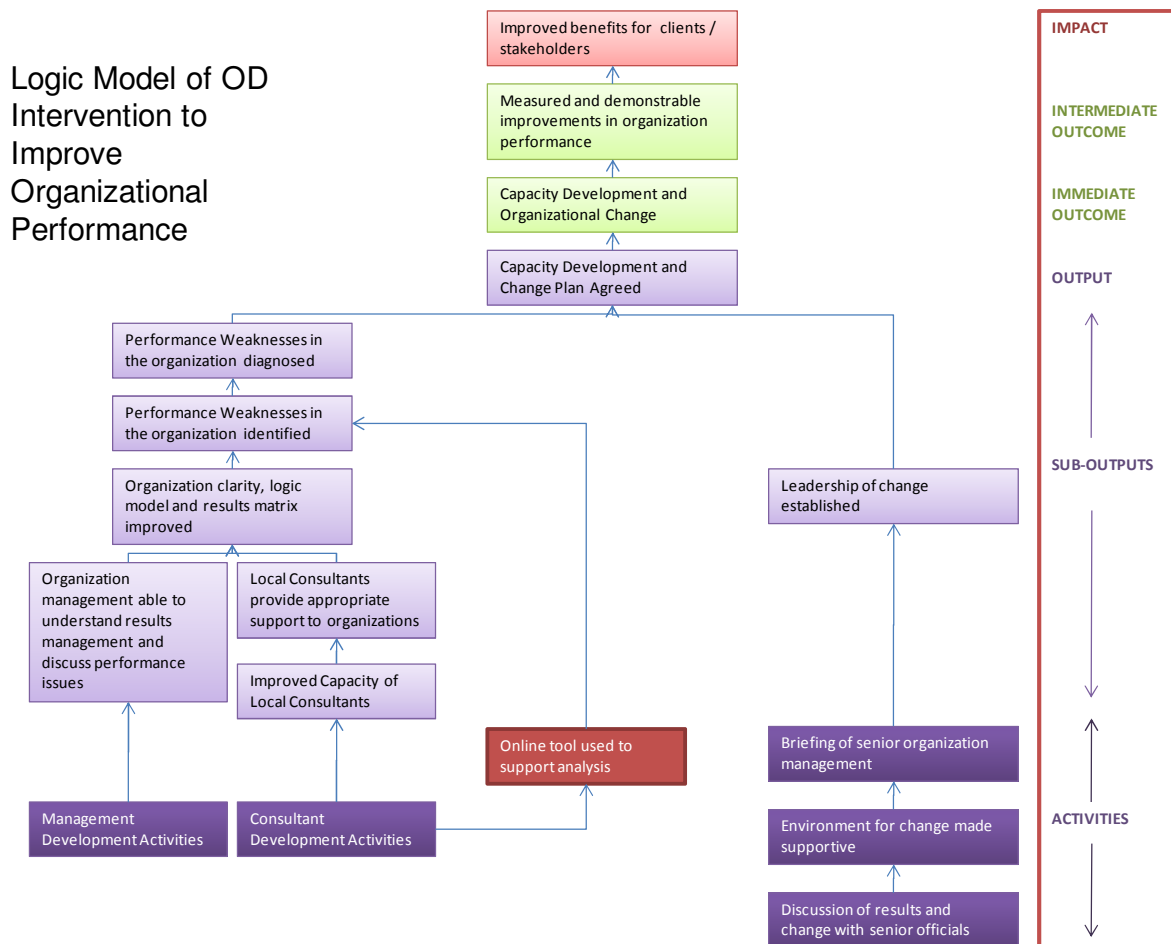 Logic Model of OD
Intervention to
Improve
Organizational
Performance
Improved benefits for clients /
stakeholders
Measured and demonstrable
improvements in organization
performance
Capacity Development and
Organizational Change
Capacity Development and
Change Plan Agreed
Performance Weaknesses in
the organization diagnosed
Performance Weaknesses in
the organization identified
Organization clarity, logic
model and results matrix
improved
Organization
management able to
understand results
management and
discuss performance
issues
Local Consultants
provide appropriate
support to organizations
Improved Capacity of
Local Consultants
Management
Development Activities
Consultant
Development Activities
Online tool used to
support analysis
Leadership of change
established
Briefing of senior organization
management
Environment for change made
supportive
Discussion of results and
change with senior officials
IMPACT
INTERMEDIATE
OUTCOME
IMMEDIATE
OUTCOME
OUTPUT
SUB-OUTPUTS
ACTIVITIES